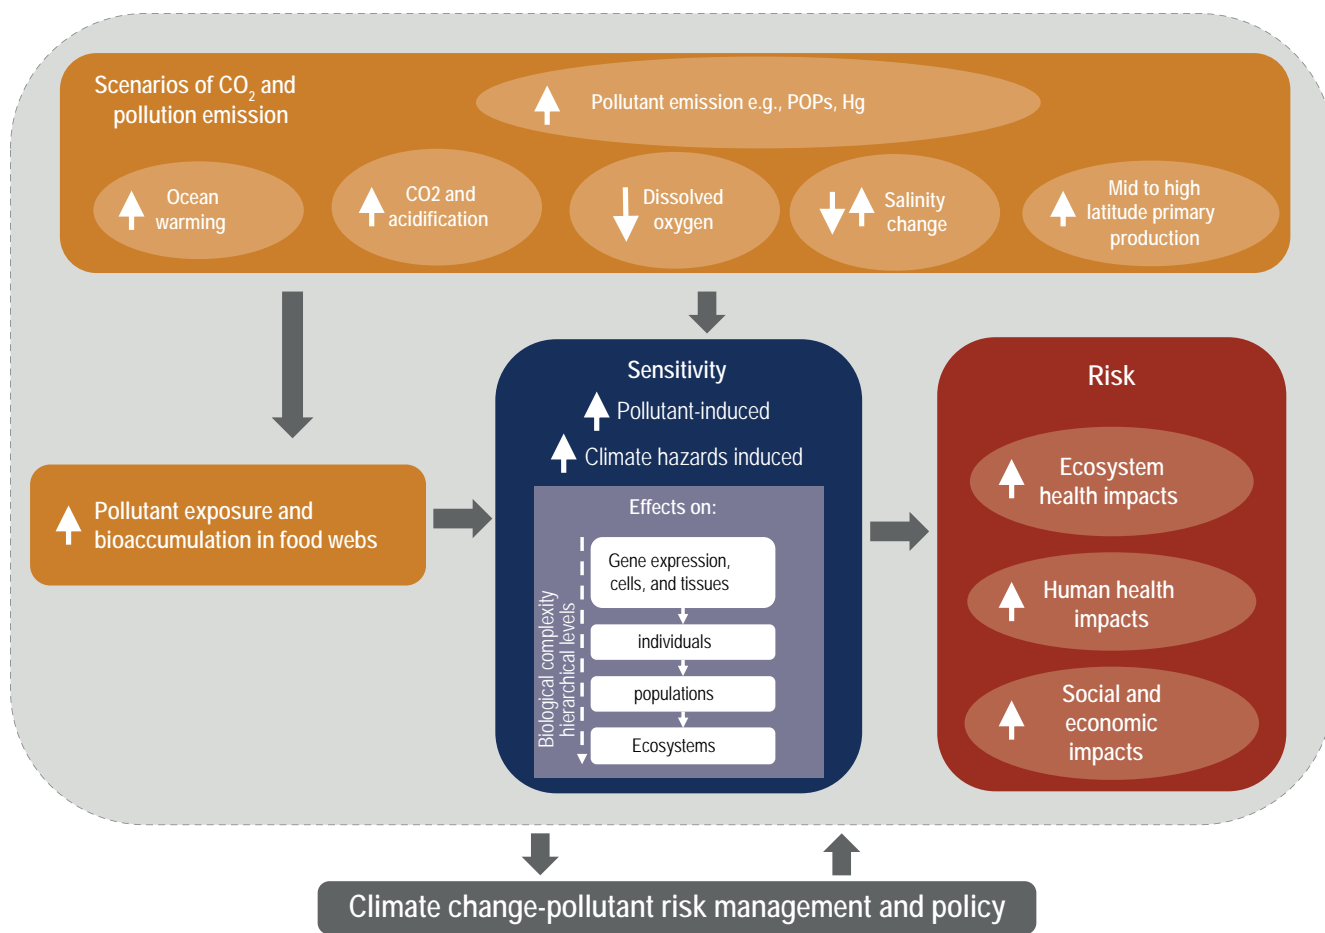 Scenarios of CO₂ and
pollution emission
Pollutant emission e.g., POPs, Hg
Ocean
warming
CO2 and
acidification
Dissolved
oxygen
Salinity
change
Mid to high
latitude primary
production
Pollutant exposure and
bioaccumulation in food webs
Sensitivity
Pollutant-induced
Climate hazards induced
Effects on:
Biological complexity
hierarchical levels
Gene expression,
cells, and tissues
individuals
populations
Ecosystems
Risk
Ecosystem
health impacts
Human health
impacts
Social and
economic
impacts
Climate change-pollutant risk management and policy